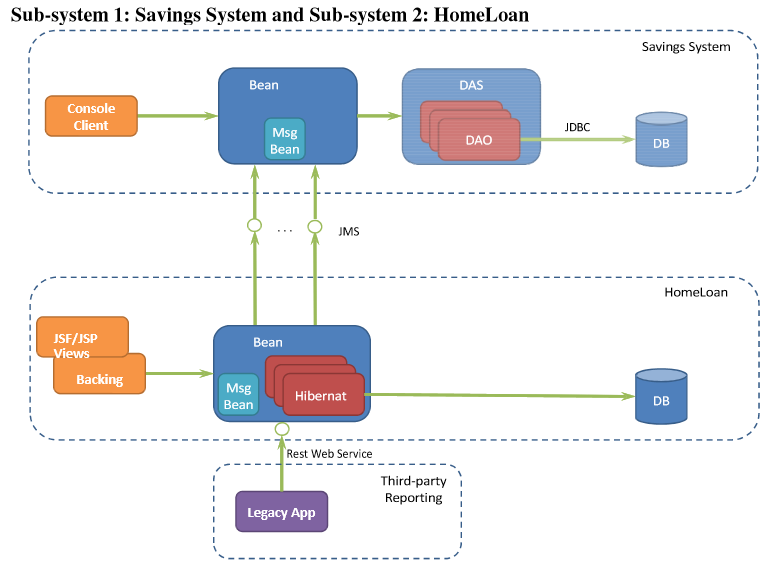 Sub-system 1: Savings System and Sub-system 2: HomeLoan
Savings System
Bean
DAS
Console
Client
Msg
Bean
DAO
JDBC
DB
...
JMS
HomeLoan
JSF/JSP
Views
Backing
Bean
Msg
Bean
Hibernat
DB
Rest Web Service
Third-party
Reporting
Legacy App